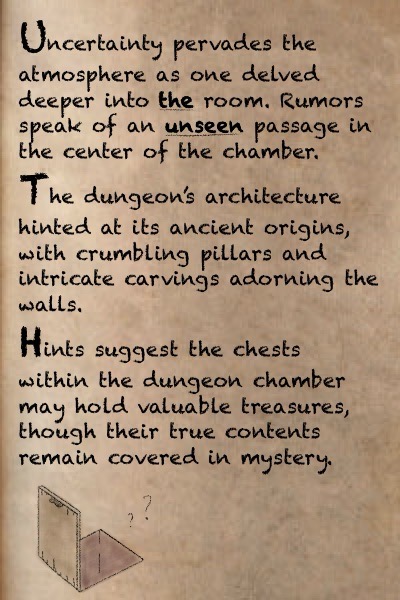 Uncertainty pervades the
atmosphere as one delved
deeper into the room. Rumors
speak of an unseen passage in
the center of the chamber.
The dungeon's architecture
hinted at its ancient origins,
with crumbling pillars and
intricate carvings adorning the
walls.
Hints suggest the chests
within the dungeon chamber
may hold valuable treasures,
though their true contents
remain covered in mystery.
? ?